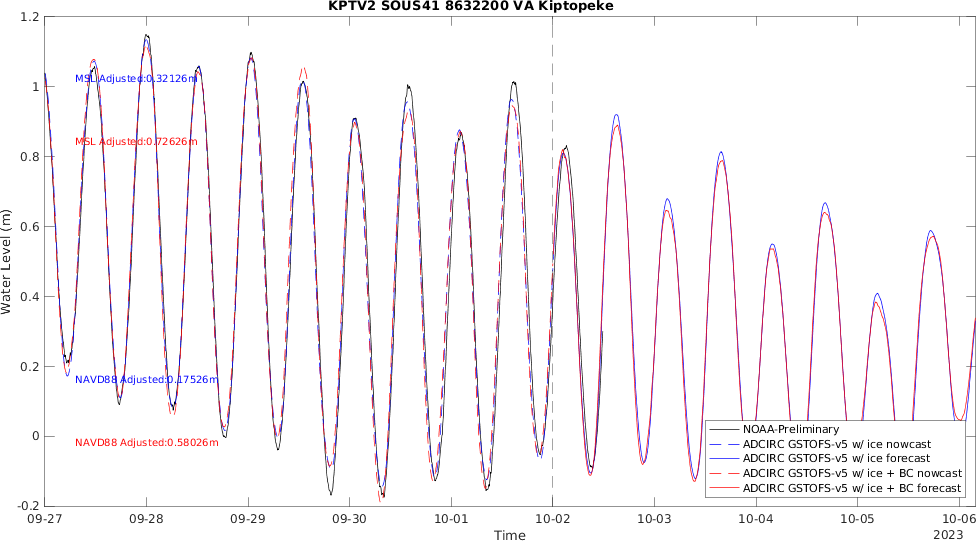 KPTV2 SOUS41 8632200 VA Kiptopeke
1.2
1
0.8
0.6
0.4
0.2
0
-0.2
Water Level (m)
MSL Adjusted:0.32126m
MSL Adjusted:0.72626m
NAVD88 Adjusted:0.17526m
NAVD88 Adjusted:0.58026m
NOAA-Preliminary
ADCIRC GSTOFS-v5 w/ ice nowcast
ADCIRC GSTOFS-v5 w/ ice forecast
ADCIRC GSTOFS-v5 w/ ice + BC nowcast
ADCIRC GSTOFS-v5 w/ ice + BC forecast
09-27 09-28 09-29 09-30 10-01 10-02 10-03 10-04 10-05 10-06
Time
2023